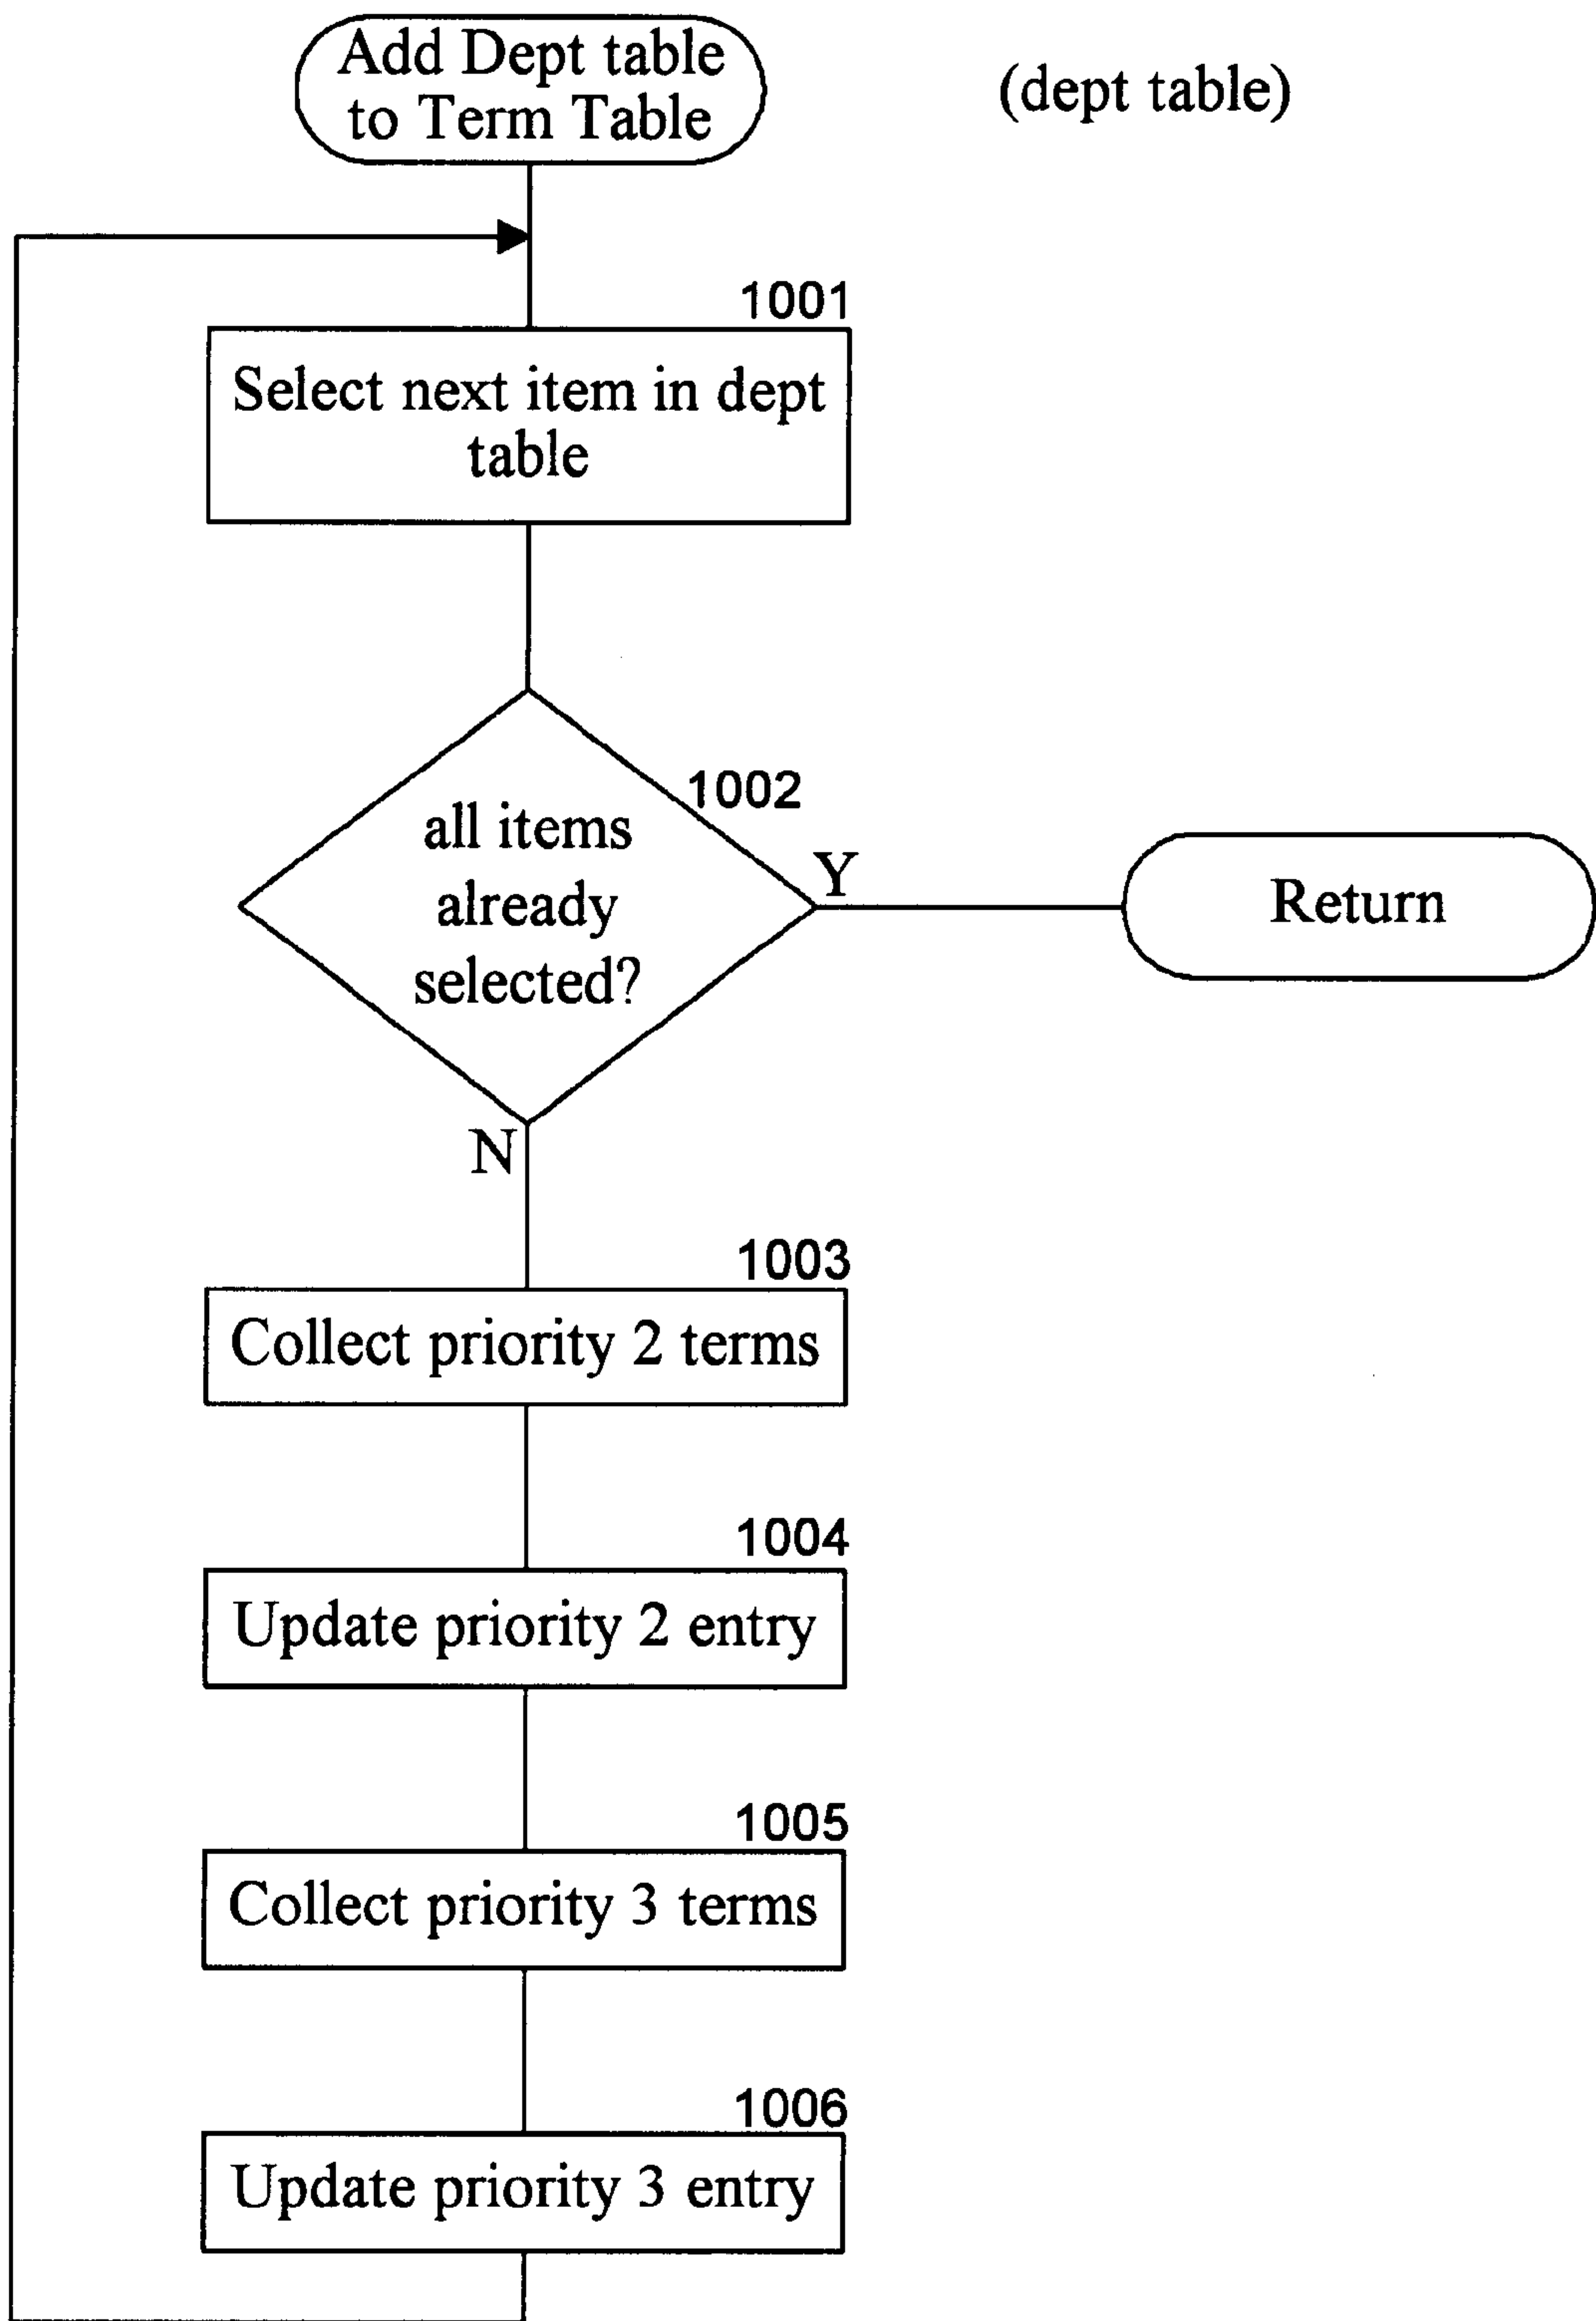 Add Dept table
to Term Table
(dept table)
1001
Select next item in dept
table
1002
all items
already
selected?
Y
Return
N
1003
Collect priority 2 terms
1004
Update priority 2 entry
1005
Collect priority 3 terms
1006
Update priority 3 entry